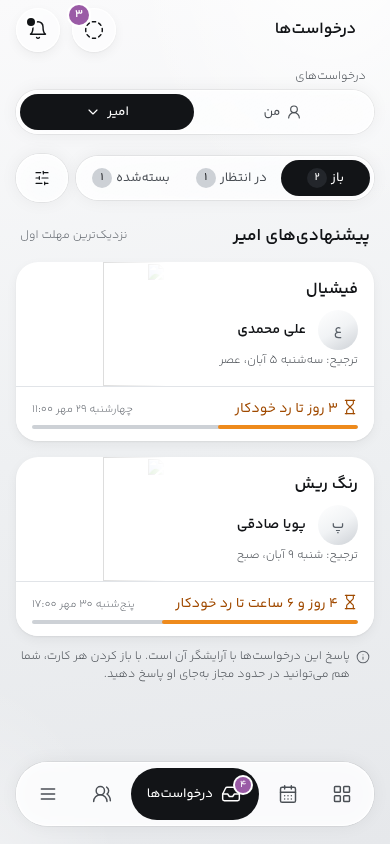 درخواست‌ها
۳
درخواست‌های
من
امیر
باز ۲
در انتظار ۱
بسته‌شده ۱
پیشنهادی‌های امیر
نزدیک‌ترین مهلت اول
فیشیال
ع
علی محمدی
ترجیح: سه‌شنبه ۵ آبان، عصر
۳ روز تا رد خودکار
چهارشنبه ۲۹ مهر ۱۱:۰۰
رنگ ریش
پ
پویا صادقی
ترجیح: شنبه ۹ آبان، صبح
۴ روز و ۶ ساعت تا رد خودکار
پنج‌شنبه ۳۰ مهر ۱۷:۰۰
پاسخ این درخواست‌ها با آرایشگر آن است. با باز کردن هر کارت، شما
هم می‌توانید در حدود مجاز به‌جای او پاسخ دهید.
۴
درخواست‌ها